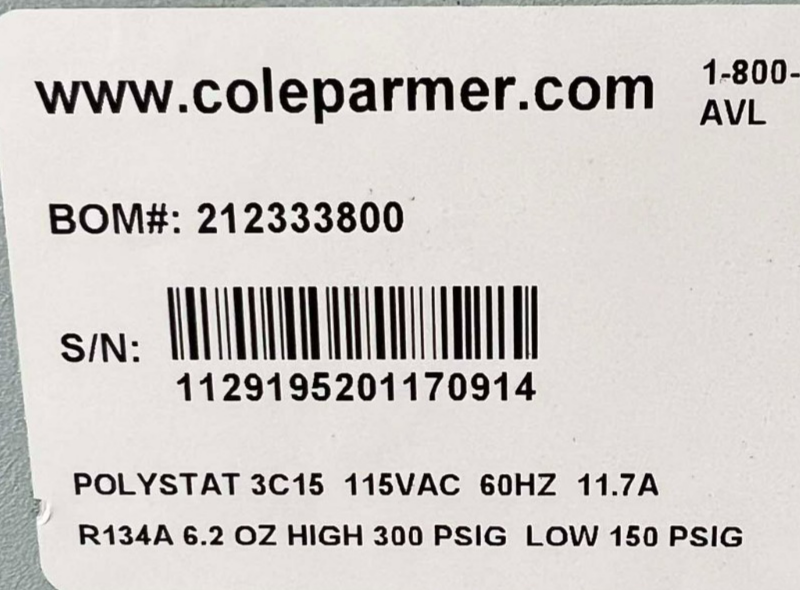 www.coleparmer.com
1-800-
AVL
BOM#: 212333800
S/N:
1129195201170914
POLYSTAT 3C15 115VAC 60HZ 11.7A
R134A 6.2 OZ HIGH 300 PSIG LOW 150 PSIG